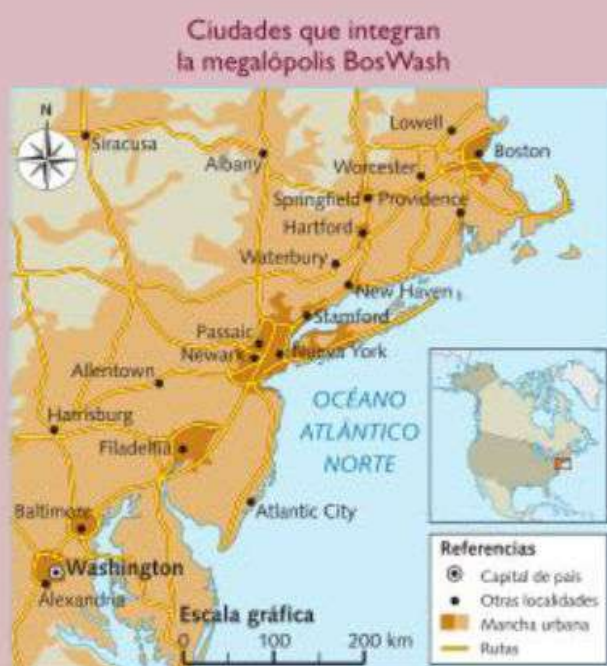 Ciudades que integran
la megalópolis BosWash
N
Lowell
Siracusa
Boston
Albany
Worcester
Springfield
Providence
Hartford
Waterbury
New Haven
Stamford
Passaic
Newark
Nueva York
Allentown
Harrisburg
OCÉANO
ATLÁNTICO
NORTE
Filadelfia
Baltimore
Atlantic City
Washington
Alexandria
Escala gráfica
0 100 200 km
Referencias
Capital de país
Otras localidades
Mancha urbana
Rutas